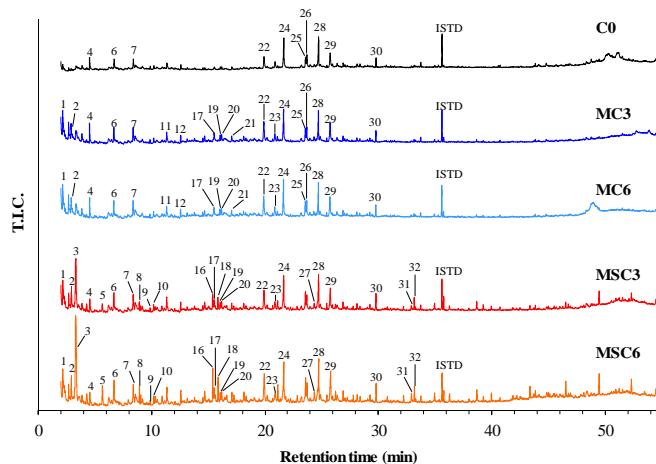 C0
4 6 7 22 24 25 26 28 29 30 ISTD
MC3
1 2 4 6 7 11 12 17 19 20 21 22 23 24 25 26 28 29 30 ISTD
MC6
1 2 4 6 7 11 12 17 19 20 21 22 23 24 25 26 28 29 30 ISTD
MSC3
1 2 3 4 5 6 7 8 9 10 16 17 18 19 20 22 23 24 27 28 29 30 31 32 ISTD
MSC6
1 2 3 4 5 6 7 8 9 10 16 17 18 19 20 22 23 24 27 28 29 30 31 32 ISTD
T.I.C.
0 10 20 30 40 50
Retention time (min)